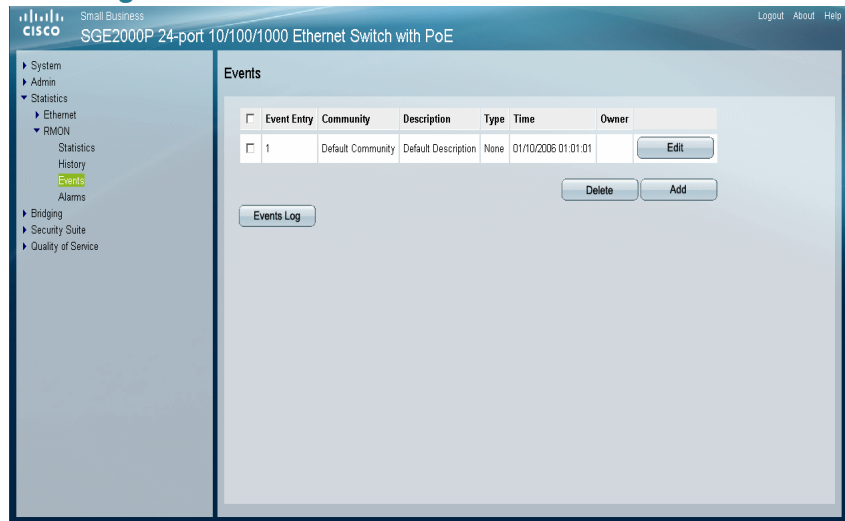 Small Business
CISCO
SGE2000P 24-port 10/100/1000 Ethernet Switch with PoE
Logout About Help
System
Admin
Statistics
Ethernet
RMON
Statistics
History
Events
Alarms
Bridging
Security Suite
Quality of Service
Events
Event Entry Community Description Type Time Owner
1 Default Community Default Description None 01/10/2006 01:01:01 Edit
Delete Add
Events Log